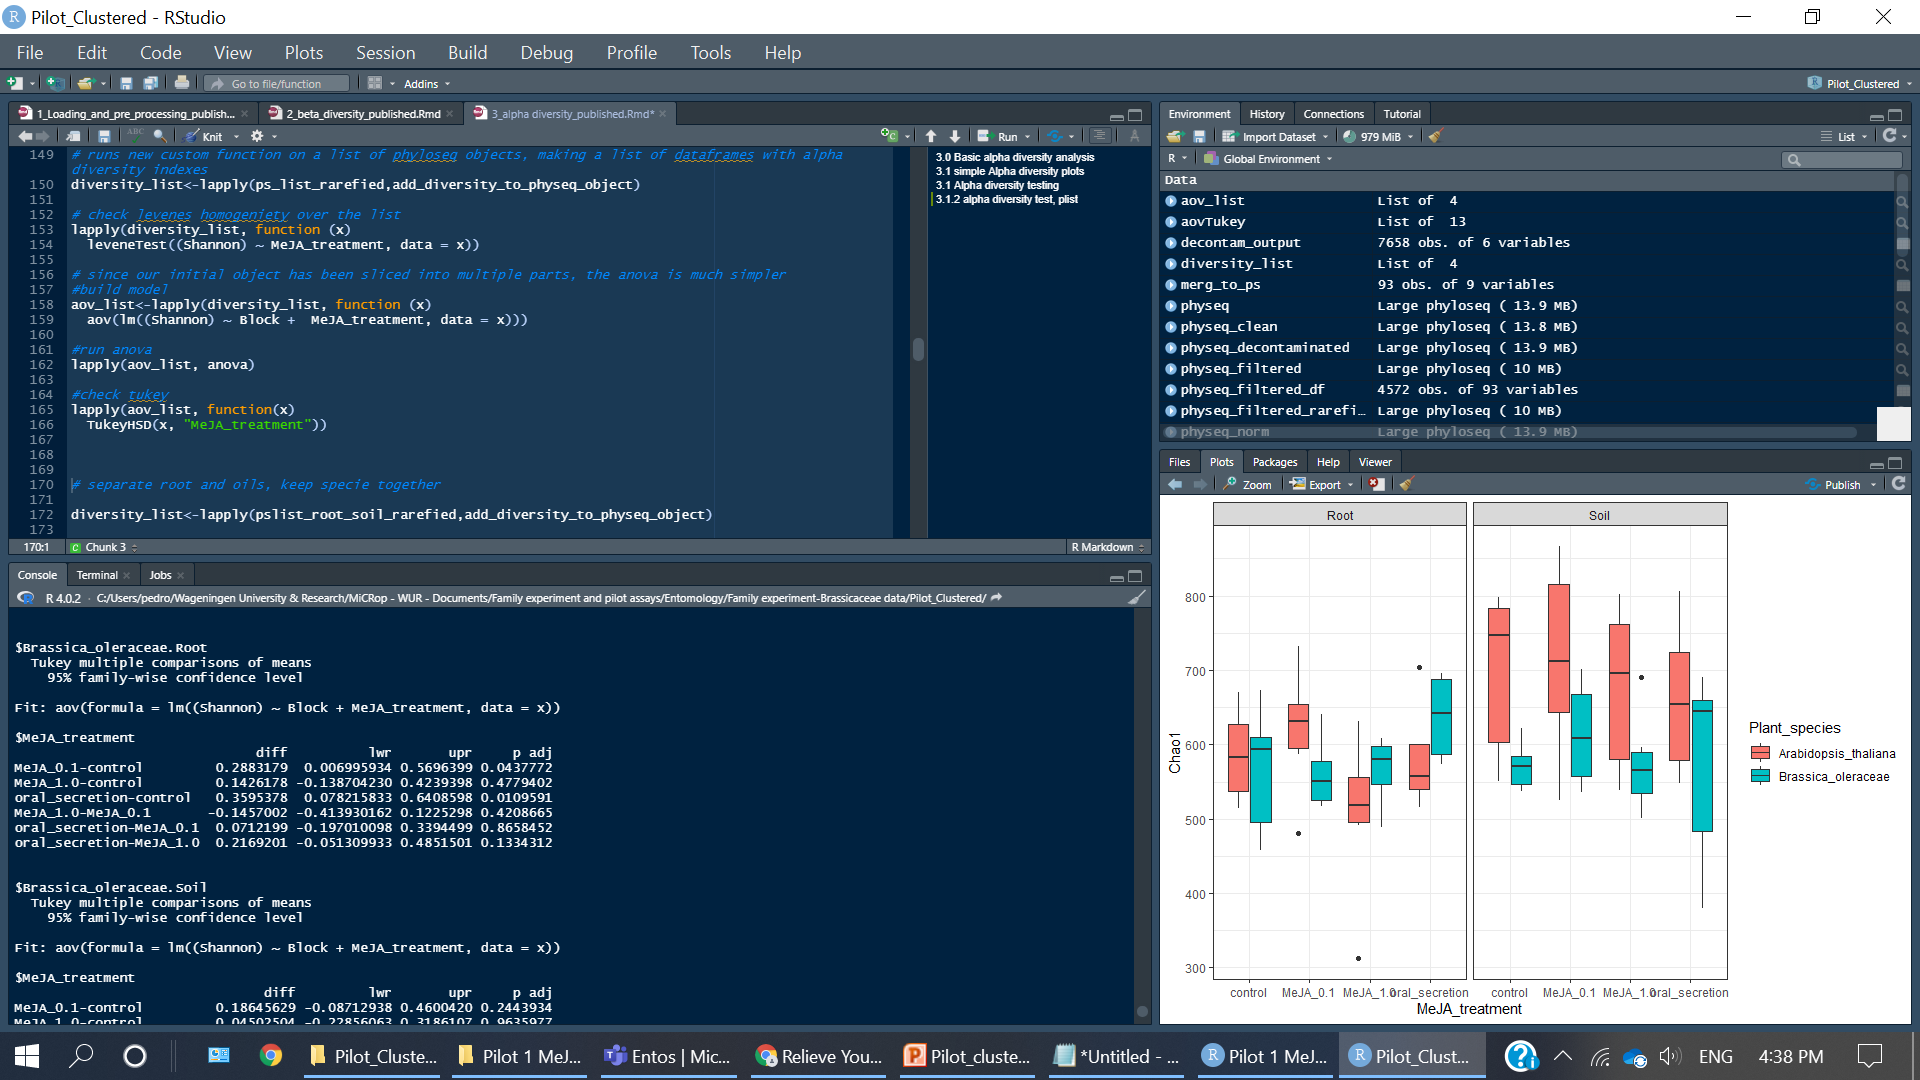 Pilot_Clustered - RStudio
File Edit Code View Plots Session Build Debug Profile Tools Help
Go to file/function Addins Pilot_Clustered
1_Loading_and_pre_processing_publish... 2_beta_diversity_published.Rmd 3_alpha diversity_published.Rmd*
ABC Knit Run
149 # runs new custom function on a list of phyloseq objects, making a list of dataframes with alpha
diversity indexes
150 diversity_list<-lapply(ps_list_rarefied,add_diversity_to_physeq_object)
151
152 # check levenes homogeniety over the list
153 lapply(diversity_list, function (x)
154 leveneTest((Shannon) ~ MeJA_treatment, data = x))
155
156 # since our initial object has been sliced into multiple parts, the anova is much simpler
157 #build model
158 aov_list<-lapply(diversity_list, function (x)
159 aov(lm((Shannon) ~ Block +  MeJA_treatment, data = x)))
160
161 #run anova
162 lapply(aov_list, anova)
163
164 #check tukey
165 lapply(aov_list, function(x)
166 TukeyHSD(x, "MeJA_treatment"))
167
168
169
170 # separate root and oils, keep specie together
171
172 diversity_list<-lapply(pslist_root_soil_rarefied,add_diversity_to_physeq_object)
173
3.0 Basic alpha diversity analysis
3.1 simple Alpha diversity plots
3.1 Alpha diversity testing
3.1.2 alpha diversity test, plist
170:1 C Chunk 3 R Markdown
Console Terminal Jobs
R 4.0.2 · C:/Users/pedro/Wageningen University & Research/MiCRop - WUR - Documents/Family experiment and pilot assays/Entomology/Family experiment-Brassicaceae data/Pilot_Clustered/
$Brassica_oleraceae.Root
Tukey multiple comparisons of means
95% family-wise confidence level
Fit: aov(formula = lm((Shannon) ~ Block + MeJA_treatment, data = x))
$MeJA_treatment
diff lwr upr p adj
MeJA_0.1-control 0.2883179 0.006995934 0.5696399 0.0437772
MeJA_1.0-control 0.1426178 -0.138704230 0.4239398 0.4779402
oral_secretion-control 0.3595378 0.078215833 0.6408598 0.0109591
MeJA_1.0-MeJA_0.1 -0.1457002 -0.413930162 0.1225298 0.4208665
oral_secretion-MeJA_0.1 0.0712199 -0.197010098 0.3394499 0.8658452
oral_secretion-MeJA_1.0 0.2169201 -0.051309933 0.4851501 0.1334312
$Brassica_oleraceae.Soil
Tukey multiple comparisons of means
95% family-wise confidence level
Fit: aov(formula = lm((Shannon) ~ Block + MeJA_treatment, data = x))
$MeJA_treatment
diff lwr upr p adj
MeJA_0.1-control 0.18645629 -0.08712938 0.4600420 0.2443934
MeJA_1.0-control 0.04502504 -0.22856063 0.3186107 0.9635977
Environment History Connections Tutorial
Import Dataset 979 MiB List
R Global Environment
Data
aov_list List of 4
aovTukey List of 13
decontam_output 7658 obs. of 6 variables
diversity_list List of 4
merg_to_ps 93 obs. of 9 variables
physeq Large phyloseq ( 13.9 MB)
physeq_clean Large phyloseq ( 13.8 MB)
physeq_decontaminated Large phyloseq ( 13.9 MB)
physeq_filtered Large phyloseq ( 10 MB)
physeq_filtered_df 4572 obs. of 93 variables
physeq_filtered_rarefi... Large phyloseq ( 10 MB)
physeq_norm Large phyloseq ( 13.9 MB)
Files Plots Packages Help Viewer
Zoom Export Publish
Root Soil
800
700
600
500
400
300
Chao1
control MeJA_0.1 MeJA_1.0 oral_secretion control MeJA_0.1 MeJA_1.0 oral_secretion
MeJA_treatment
Plant_species
Arabidopsis_thaliana
Brassica_oleraceae
Pilot_Cluste... Pilot 1 MeJ... Entos | Mic... Relieve You... Pilot_cluste... *Untitled - ... Pilot 1 MeJ... Pilot_Clust... ENG 4:38 PM